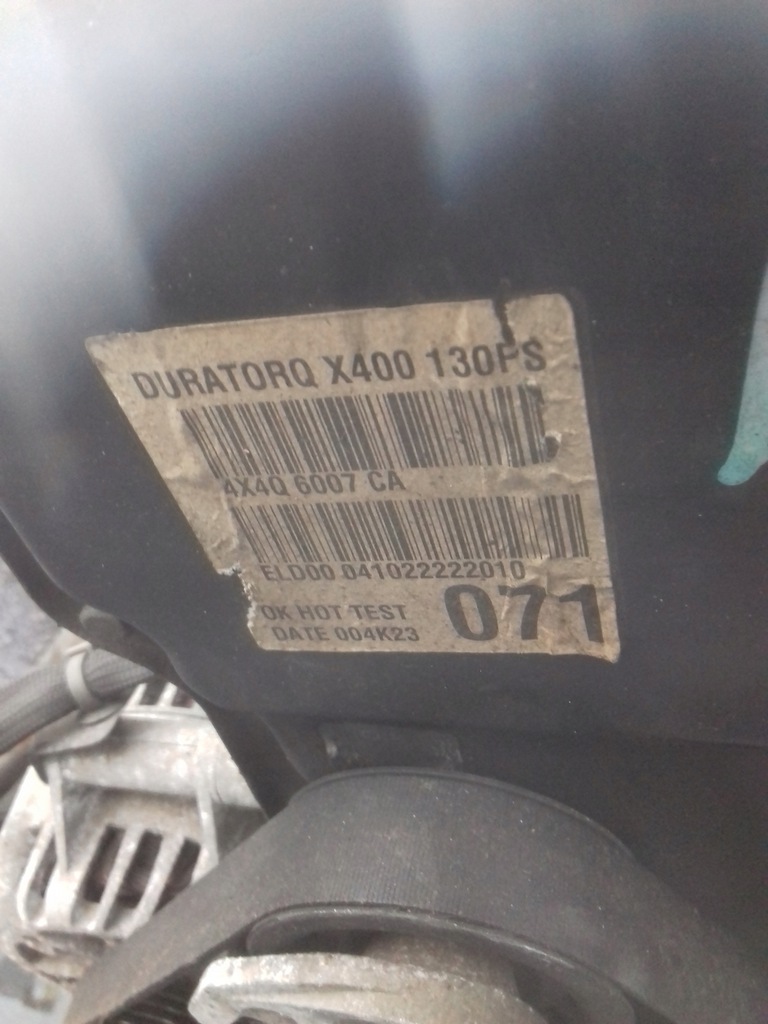 DURATORQ X400 130PS
4X4Q 6007 CA
ELD00 041022222010
OK HOT TEST
DATE 004K23
071